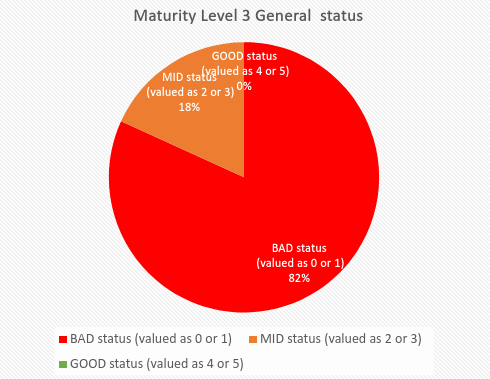 Maturity Level 3 General  status
GOOD status
(valued as 4 or 5)
0%
MID status
(valued as 2 or 3)
18%
BAD status
(valued as 0 or 1)
82%
BAD status (valued as 0 or 1)
MID status (valued as 2 or 3)
GOOD status (valued as 4 or 5)